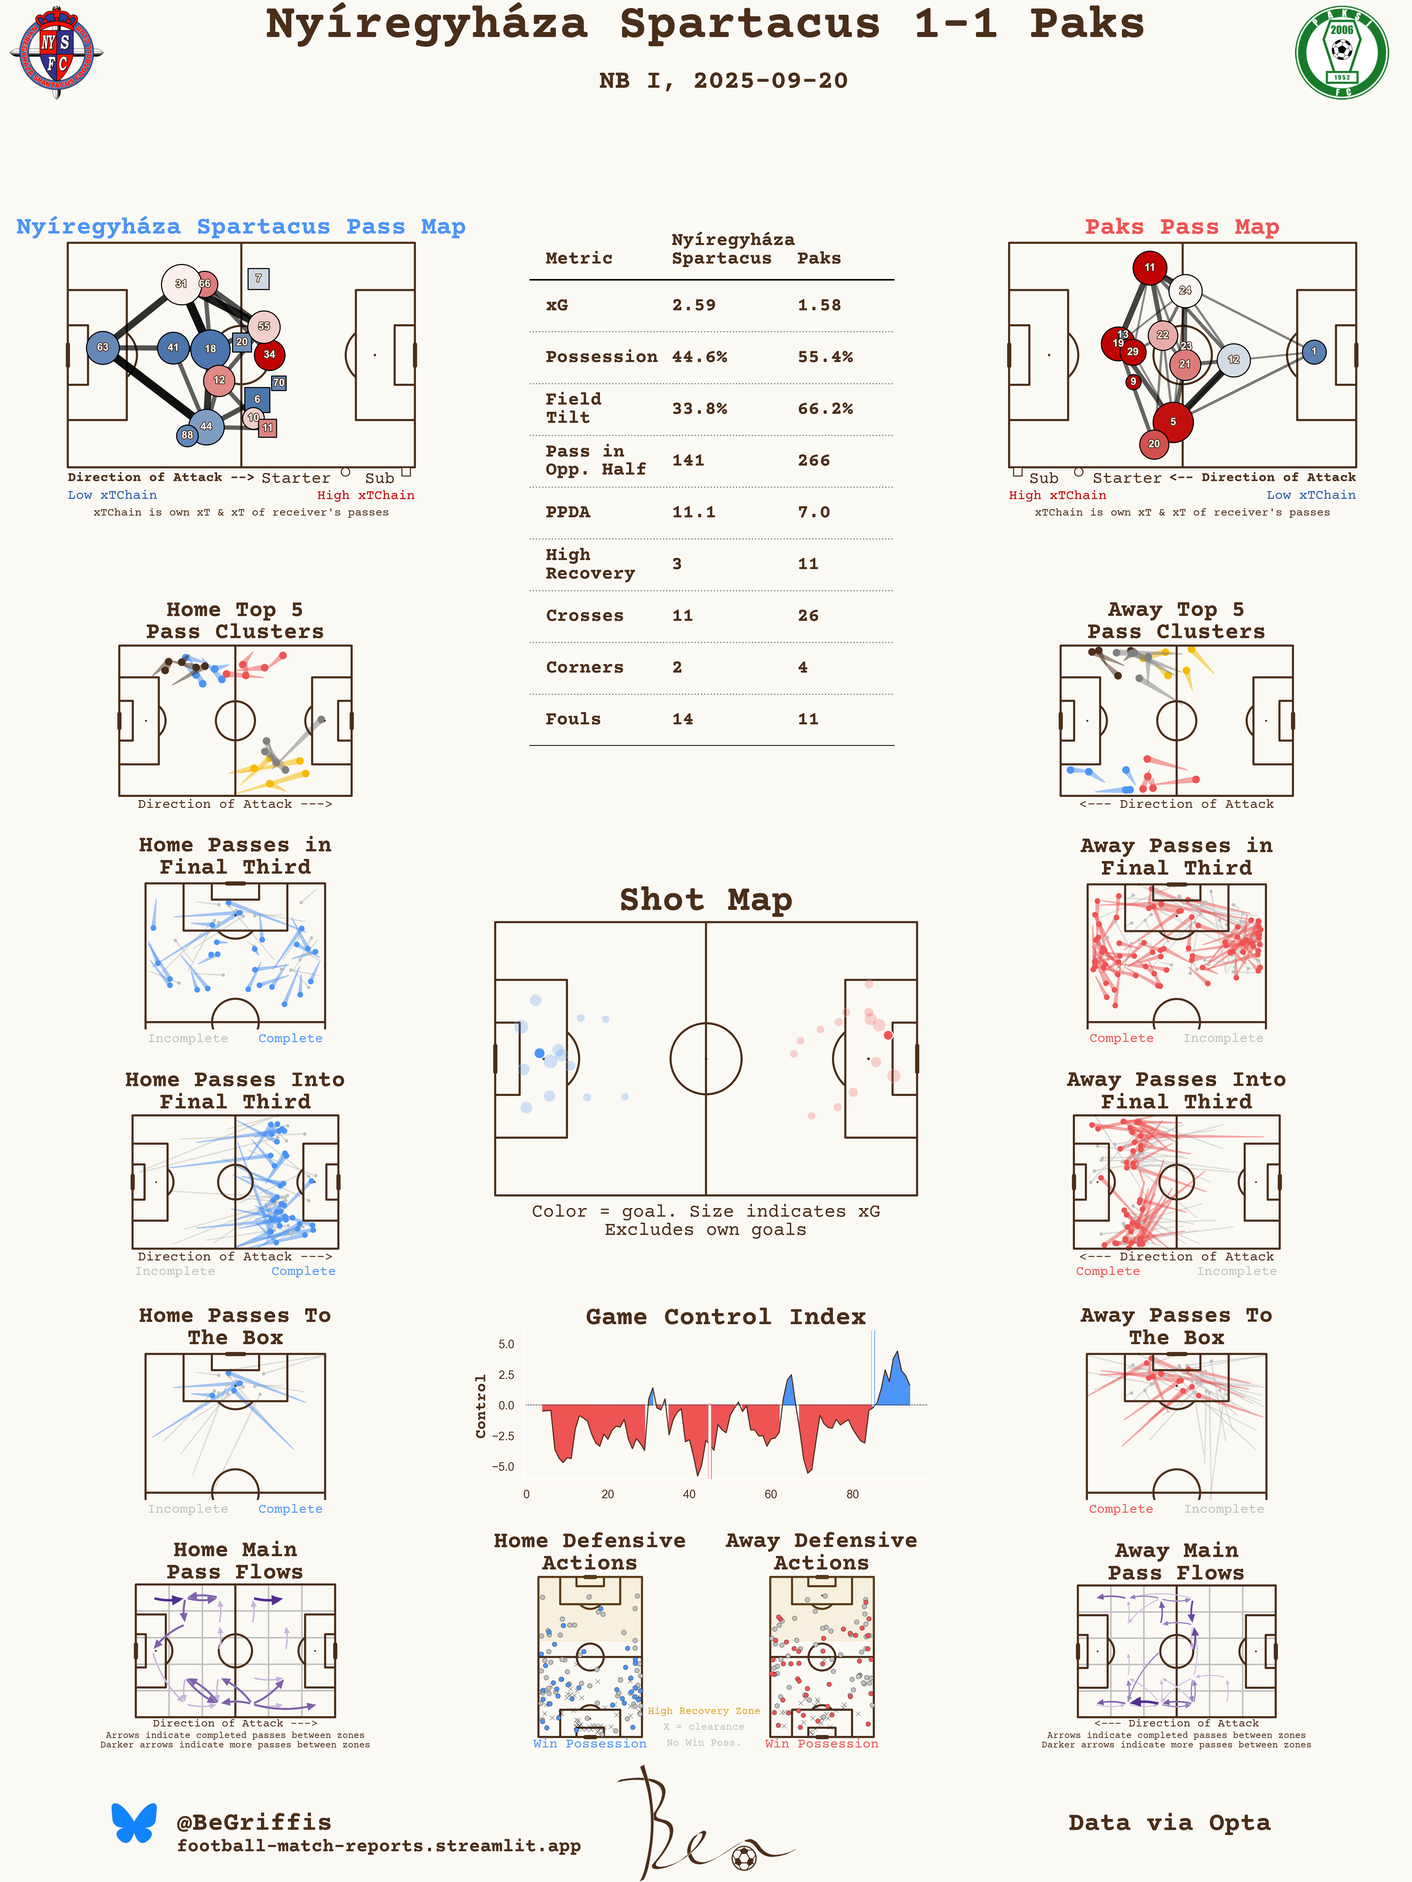 Nyíregyháza Spartacus 1-1 Paks
NB I, 2025-09-20
NY S
F C
PAKSI
2006
1952
FC
Nyíregyháza Spartacus Pass Map
31 66 7 55 20 63 41 18 34 12 70 6 10 11 44 88
Direction of Attack --> Starter Sub
Low xTChain High xTChain
xTChain is own xT & xT of receiver's passes
Metric Nyíregyháza Spartacus Paks
xG 2.59 1.58
Possession 44.6% 55.4%
Field Tilt 33.8% 66.2%
Pass in Opp. Half 141 266
PPDA 11.1 7.0
High Recovery 3 11
Crosses 11 26
Corners 2 4
Fouls 14 11
Paks Pass Map
11 24 13 22 19 29 23 21 12 1 9 5 20
Sub Starter <-- Direction of Attack
High xTChain Low xTChain
xTChain is own xT & xT of receiver's passes
Home Top 5
Pass Clusters
Direction of Attack --->
Away Top 5
Pass Clusters
<--- Direction of Attack
Home Passes in
Final Third
Incomplete Complete
Shot Map
Color = goal. Size indicates xG
Excludes own goals
Away Passes in
Final Third
Complete Incomplete
Home Passes Into
Final Third
Direction of Attack --->
Incomplete Complete
Away Passes Into
Final Third
<--- Direction of Attack
Complete Incomplete
Home Passes To
The Box
Incomplete Complete
Game Control Index
Control
5.0
2.5
0.0
−2.5
−5.0
0 20 40 60 80
Away Passes To
The Box
Complete Incomplete
Home Main
Pass Flows
Direction of Attack --->
Arrows indicate completed passes between zones
Darker arrows indicate more passes between zones
Home Defensive
Actions
Win Possession
High Recovery Zone
X = clearance
No Win Poss.
Away Defensive
Actions
Win Possession
Away Main
Pass Flows
<--- Direction of Attack
Arrows indicate completed passes between zones
Darker arrows indicate more passes between zones
@BeGriffis
football-match-reports.streamlit.app
Ben
Data via Opta